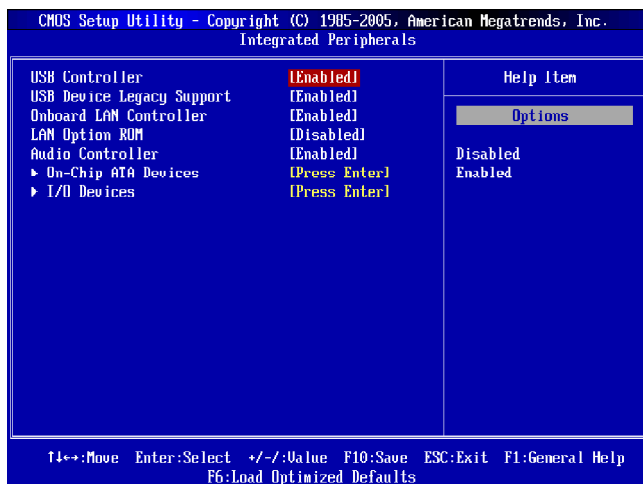 CMOS Setup Utility - Copyright (C) 1985-2005, American Megatrends, Inc.
Integrated Peripherals
USB Controller [Enabled]
USB Device Legacy Support [Enabled]
Onboard LAN Controller [Enabled]
LAN Option ROM [Disabled]
Audio Controller [Enabled]
▸ On-Chip ATA Devices [Press Enter]
▸ I/O Devices [Press Enter]
Help Item
Options
Disabled
Enabled
↑↓←→:Move Enter:Select +/-/:Value F10:Save ESC:Exit F1:General Help
F6:Load Optimized Defaults